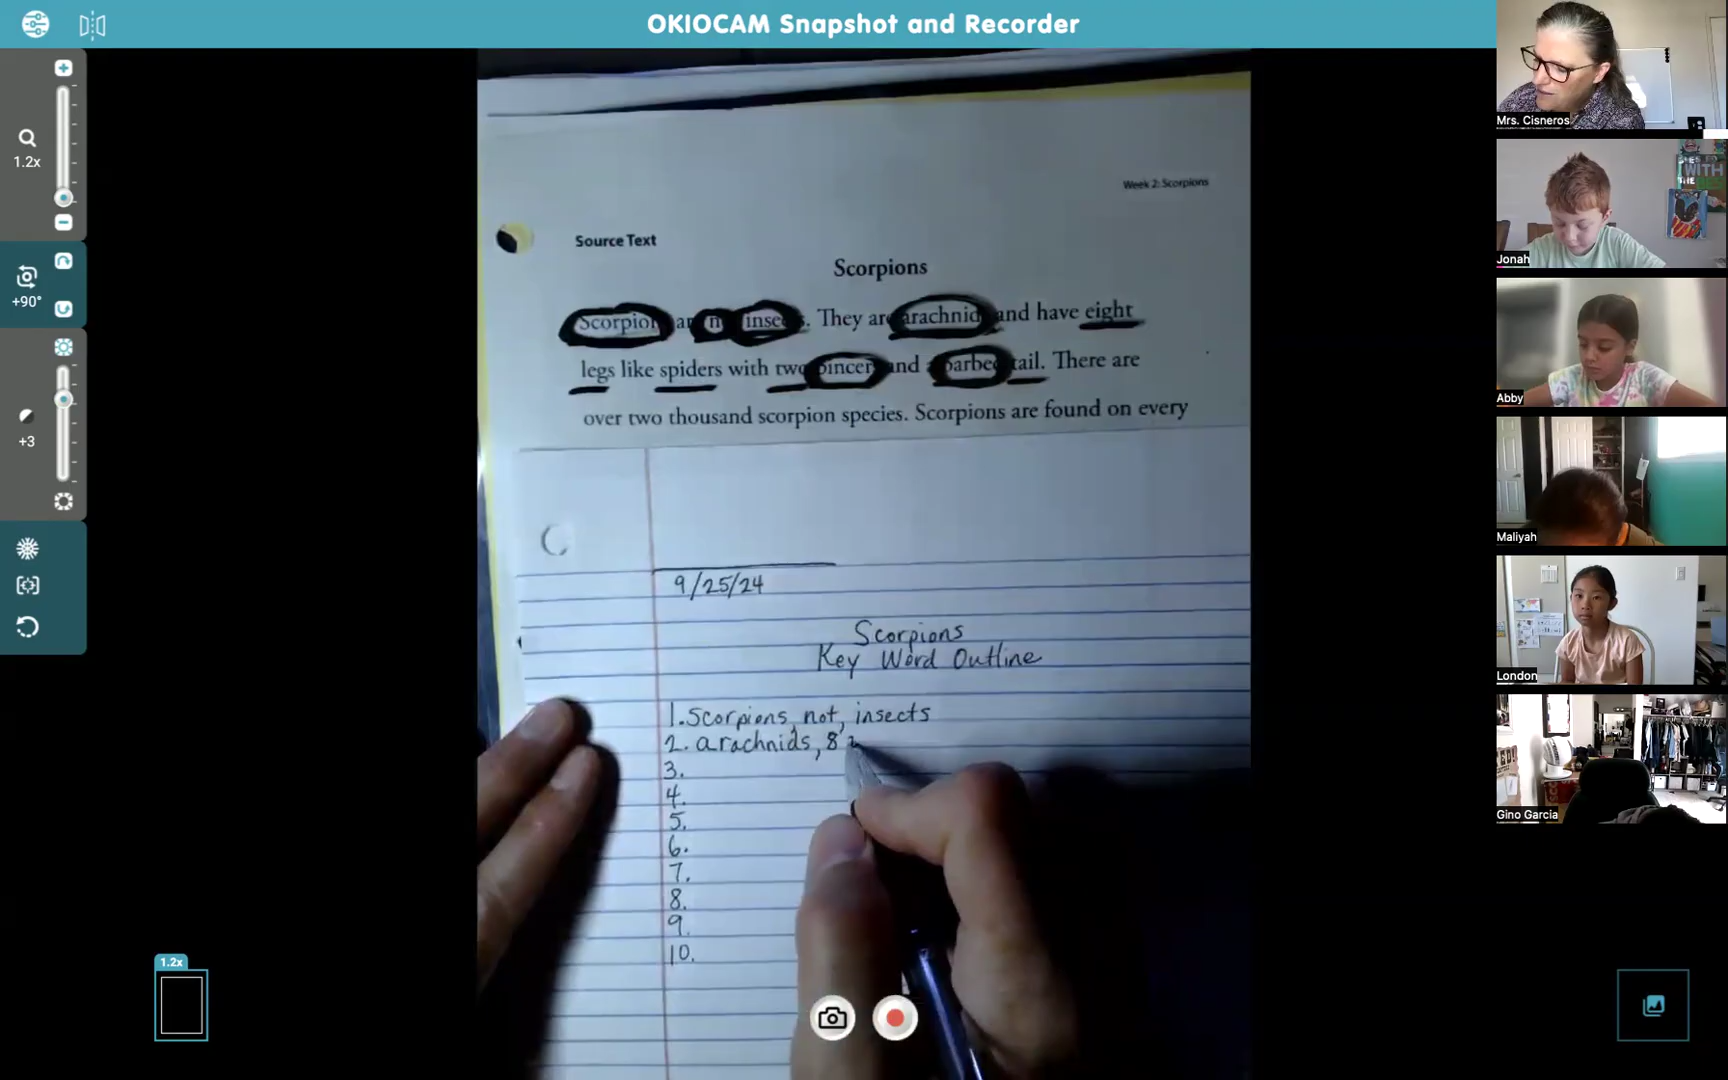 OKIOCAM Snapshot and Recorder
1.2x
+90°
+3
1.2x
Week 2: Scorpions
Source Text
Scorpions
Scorpions are not insects. They are arachnids and have eight
legs like spiders with two pincers and a barbed tail. There are
over two thousand scorpion species. Scorpions are found on every
9/25/24
Scorpions
Key Word Outline
1. Scorpions, not, insects
2. arachnids, 8
3.
4.
5.
6.
7.
8.
9.
10.
Mrs. Cisneros
WITH
THE
Jonah
Abby
Maliyah
London
Gino Garcia